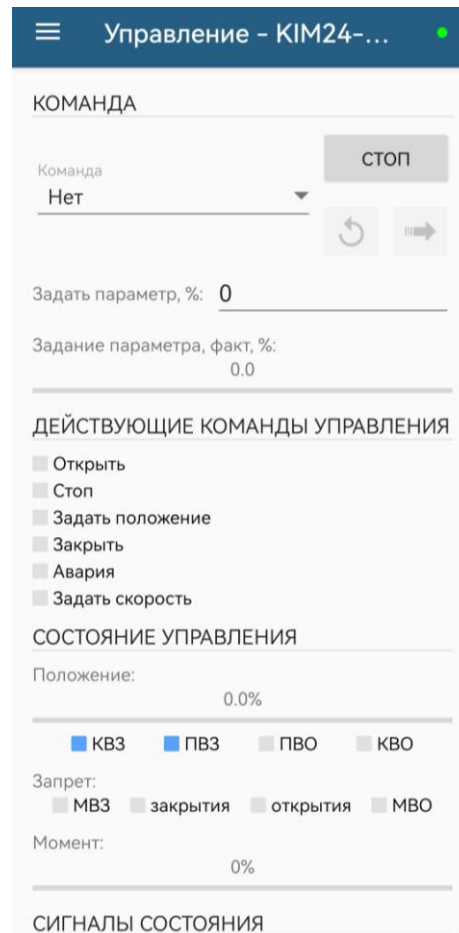 Управление - KIM24-...
КОМАНДА
СТОП
Команда
Нет
Задать параметр, %: 0
Задание параметра, факт, %:
0.0
ДЕЙСТВУЮЩИЕ КОМАНДЫ УПРАВЛЕНИЯ
Открыть
Стоп
Задать положение
Закрыть
Авария
Задать скорость
СОСТОЯНИЕ УПРАВЛЕНИЯ
Положение:
0.0%
КВЗ ПВЗ ПВО КВО
Запрет:
МВЗ закрытия открытия МВО
Момент:
0%
СИГНАЛЫ СОСТОЯНИЯ